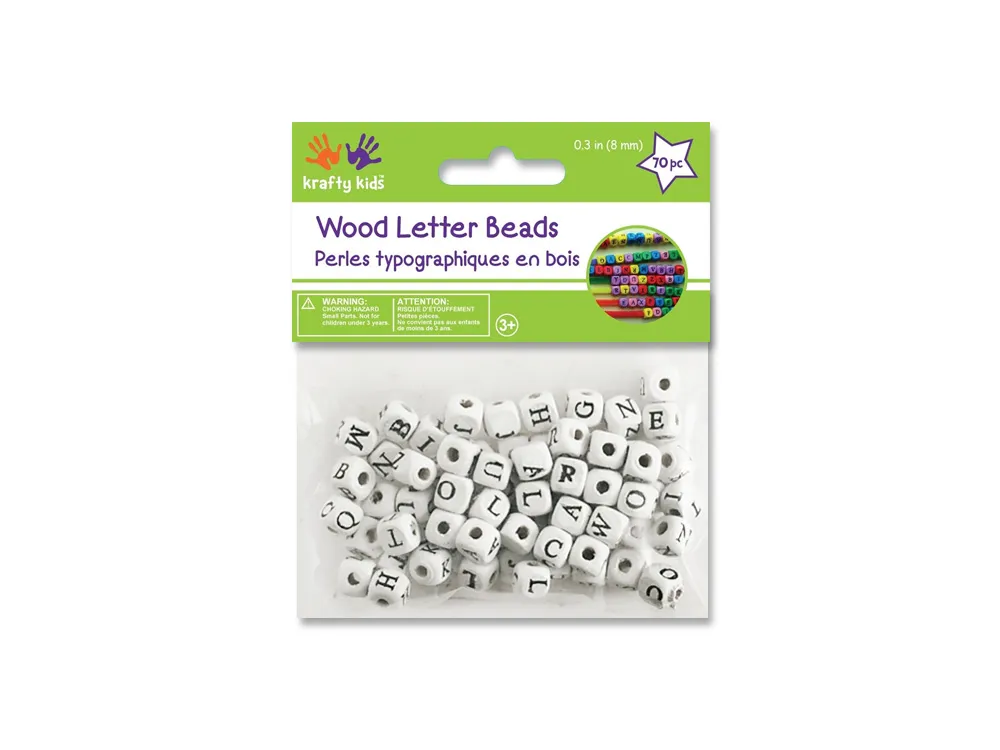 krafty kids™
0.3 in (8 mm)
70 pc
Wood Letter Beads
Perles typographiques en bois
WARNING:
CHOKING HAZARD
Small Parts. Not for
children under 3 years.
ATTENTION:
RISQUE D'ÉTOUFFEMENT
Petites pièces.
Ne convient pas aux enfants
de moins de 3 ans.
3+
J J H G N E
M B I
B N U A R
Q O L L A W O
T C
H K L